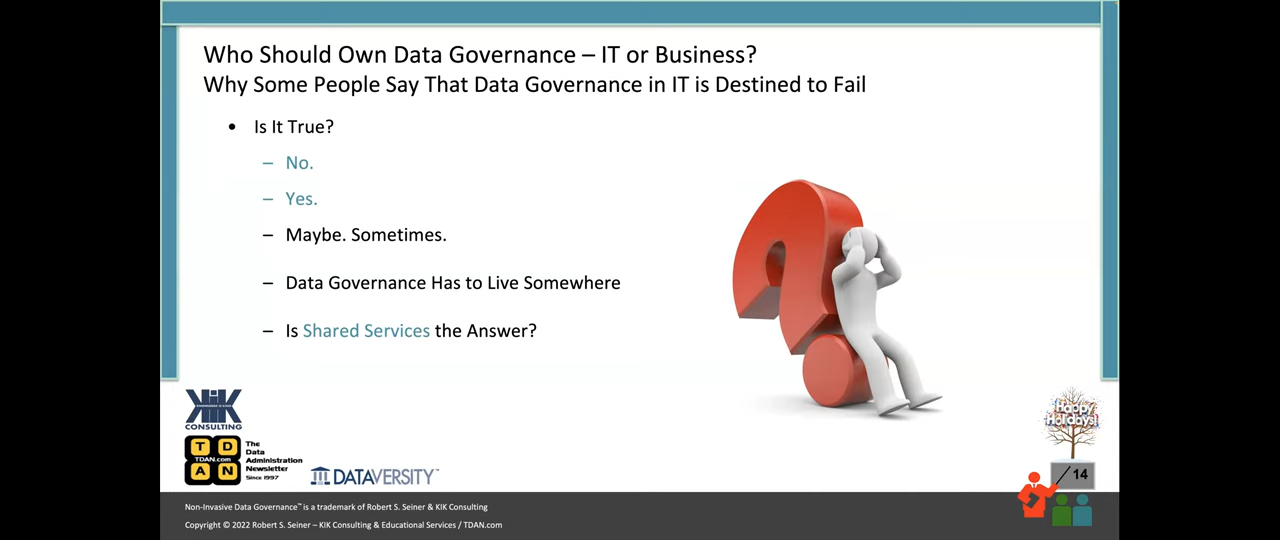 Who Should Own Data Governance – IT or Business?
Why Some People Say That Data Governance in IT is Destined to Fail
• Is It True?
– No.
– Yes.
– Maybe. Sometimes.
– Data Governance Has to Live Somewhere
– Is Shared Services the Answer?
KIK
CONSULTING
T D
TDAN.com
A N
The
Data
Administration
Newsletter
Since 1997
DATAVERSITY™
Happy
Holidays!
/ 14
Non-Invasive Data Governance™ is a trademark of Robert S. Seiner & KIK Consulting
Copyright © 2022 Robert S. Seiner – KIK Consulting & Educational Services / TDAN.com